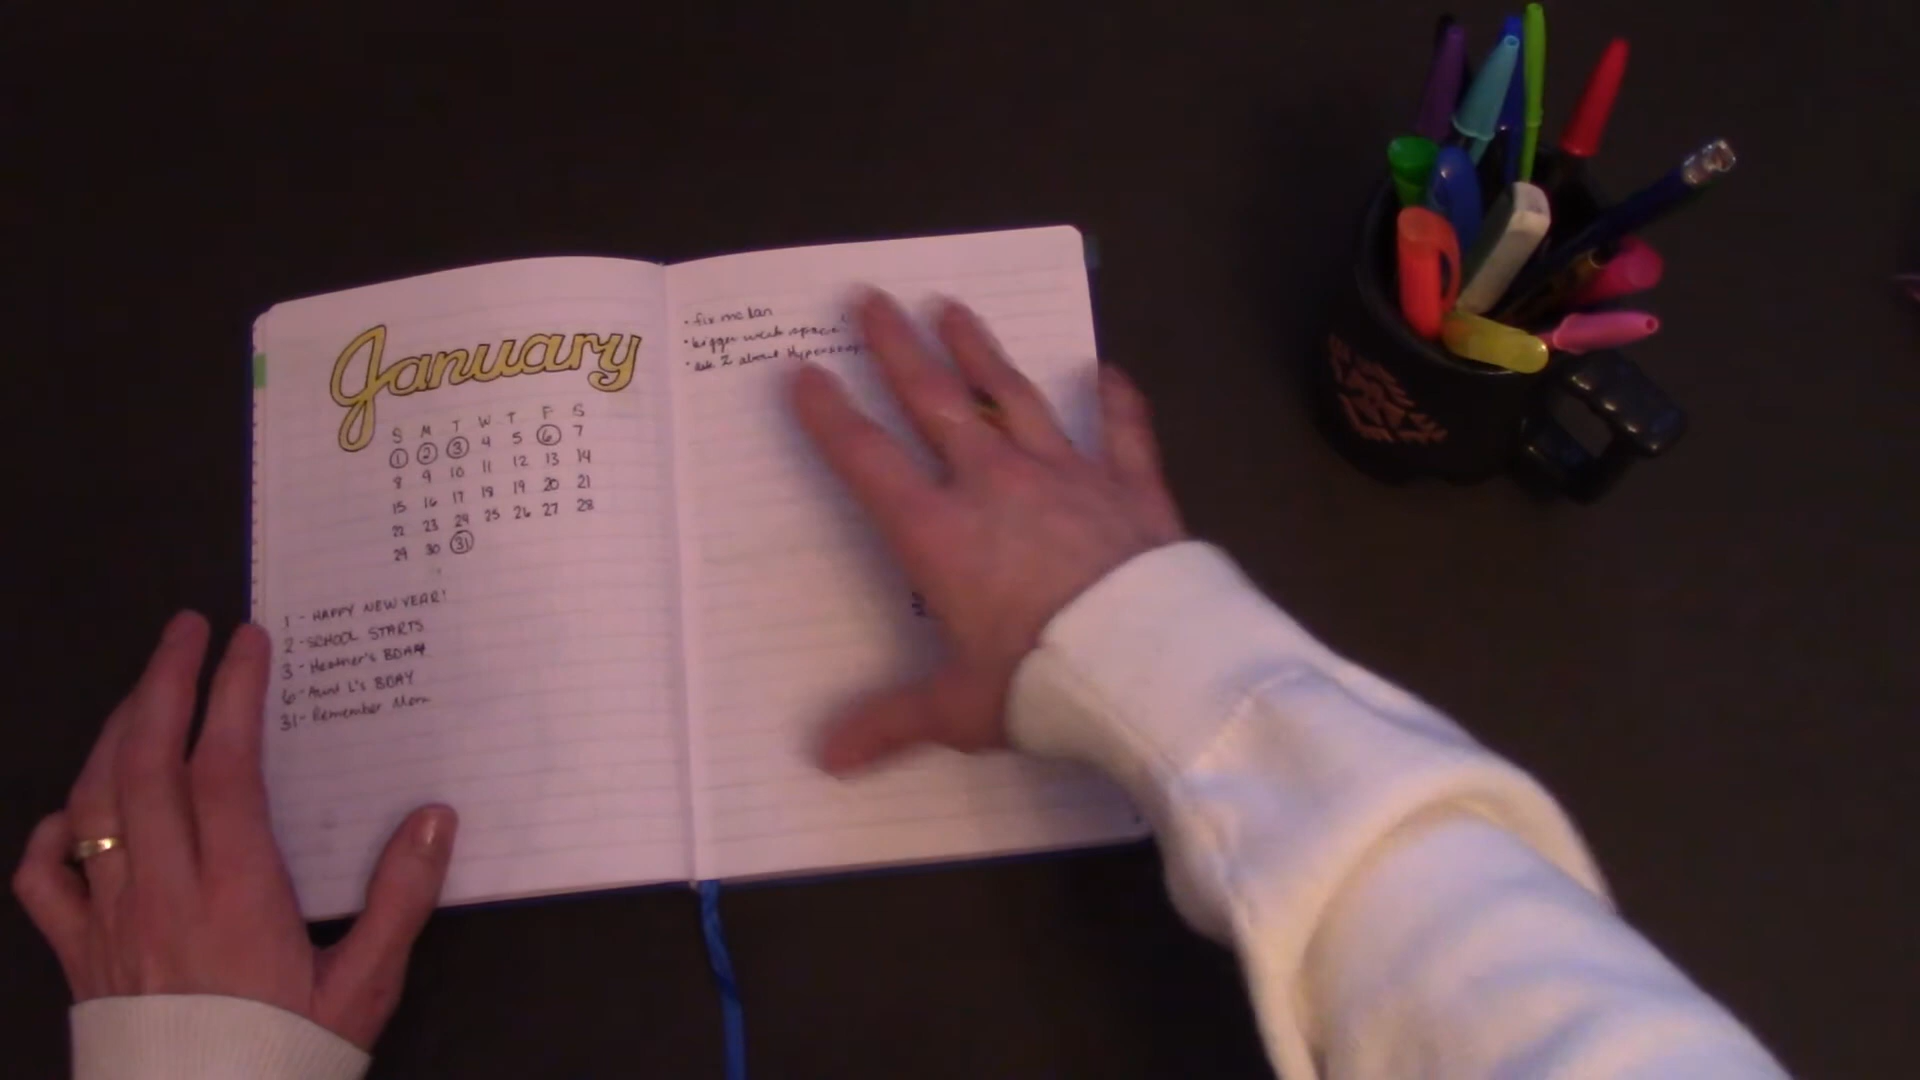 January
S M T W T F S
1 2 3 4 5 6 7
8 9 10 11 12 13 14
15 16 17 18 19 20 21
22 23 24 25 26 27 28
29 30 31
1 - HAPPY NEW YEAR!
2 - SCHOOL STARTS
3 - Heather's BDAY
6 - Aunt L's BDAY
31 - Remember Mom
• fix
• bigger week space
• ask Z about